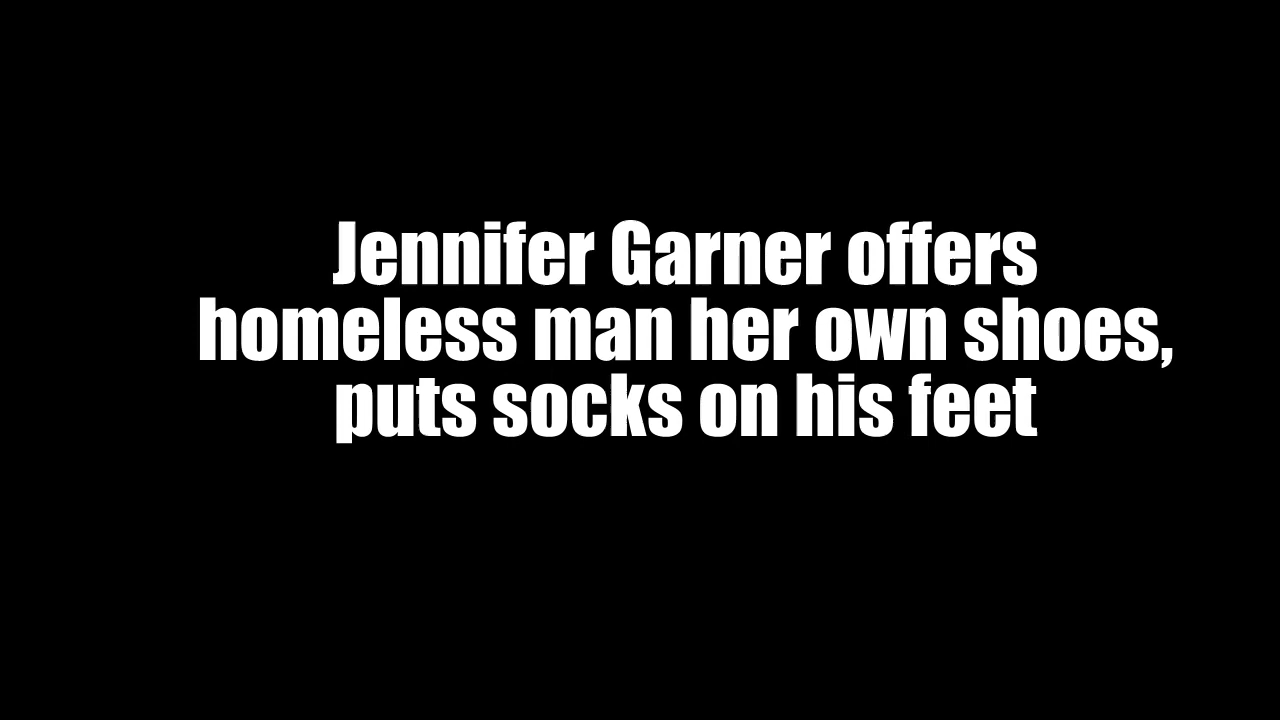 Jennifer Garner offers
homeless man her own shoes,
puts socks on his feet